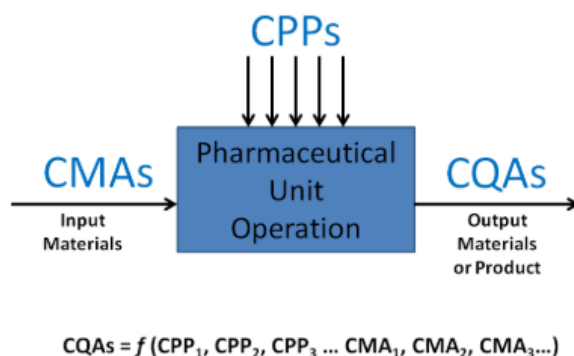 CPPs
CMAs
Input
Materials
Pharmaceutical
Unit
Operation
CQAs
Output
Materials
or Product
CQAs = f (CPP₁, CPP₂, CPP₃ ... CMA₁, CMA₂, CMA₃...)